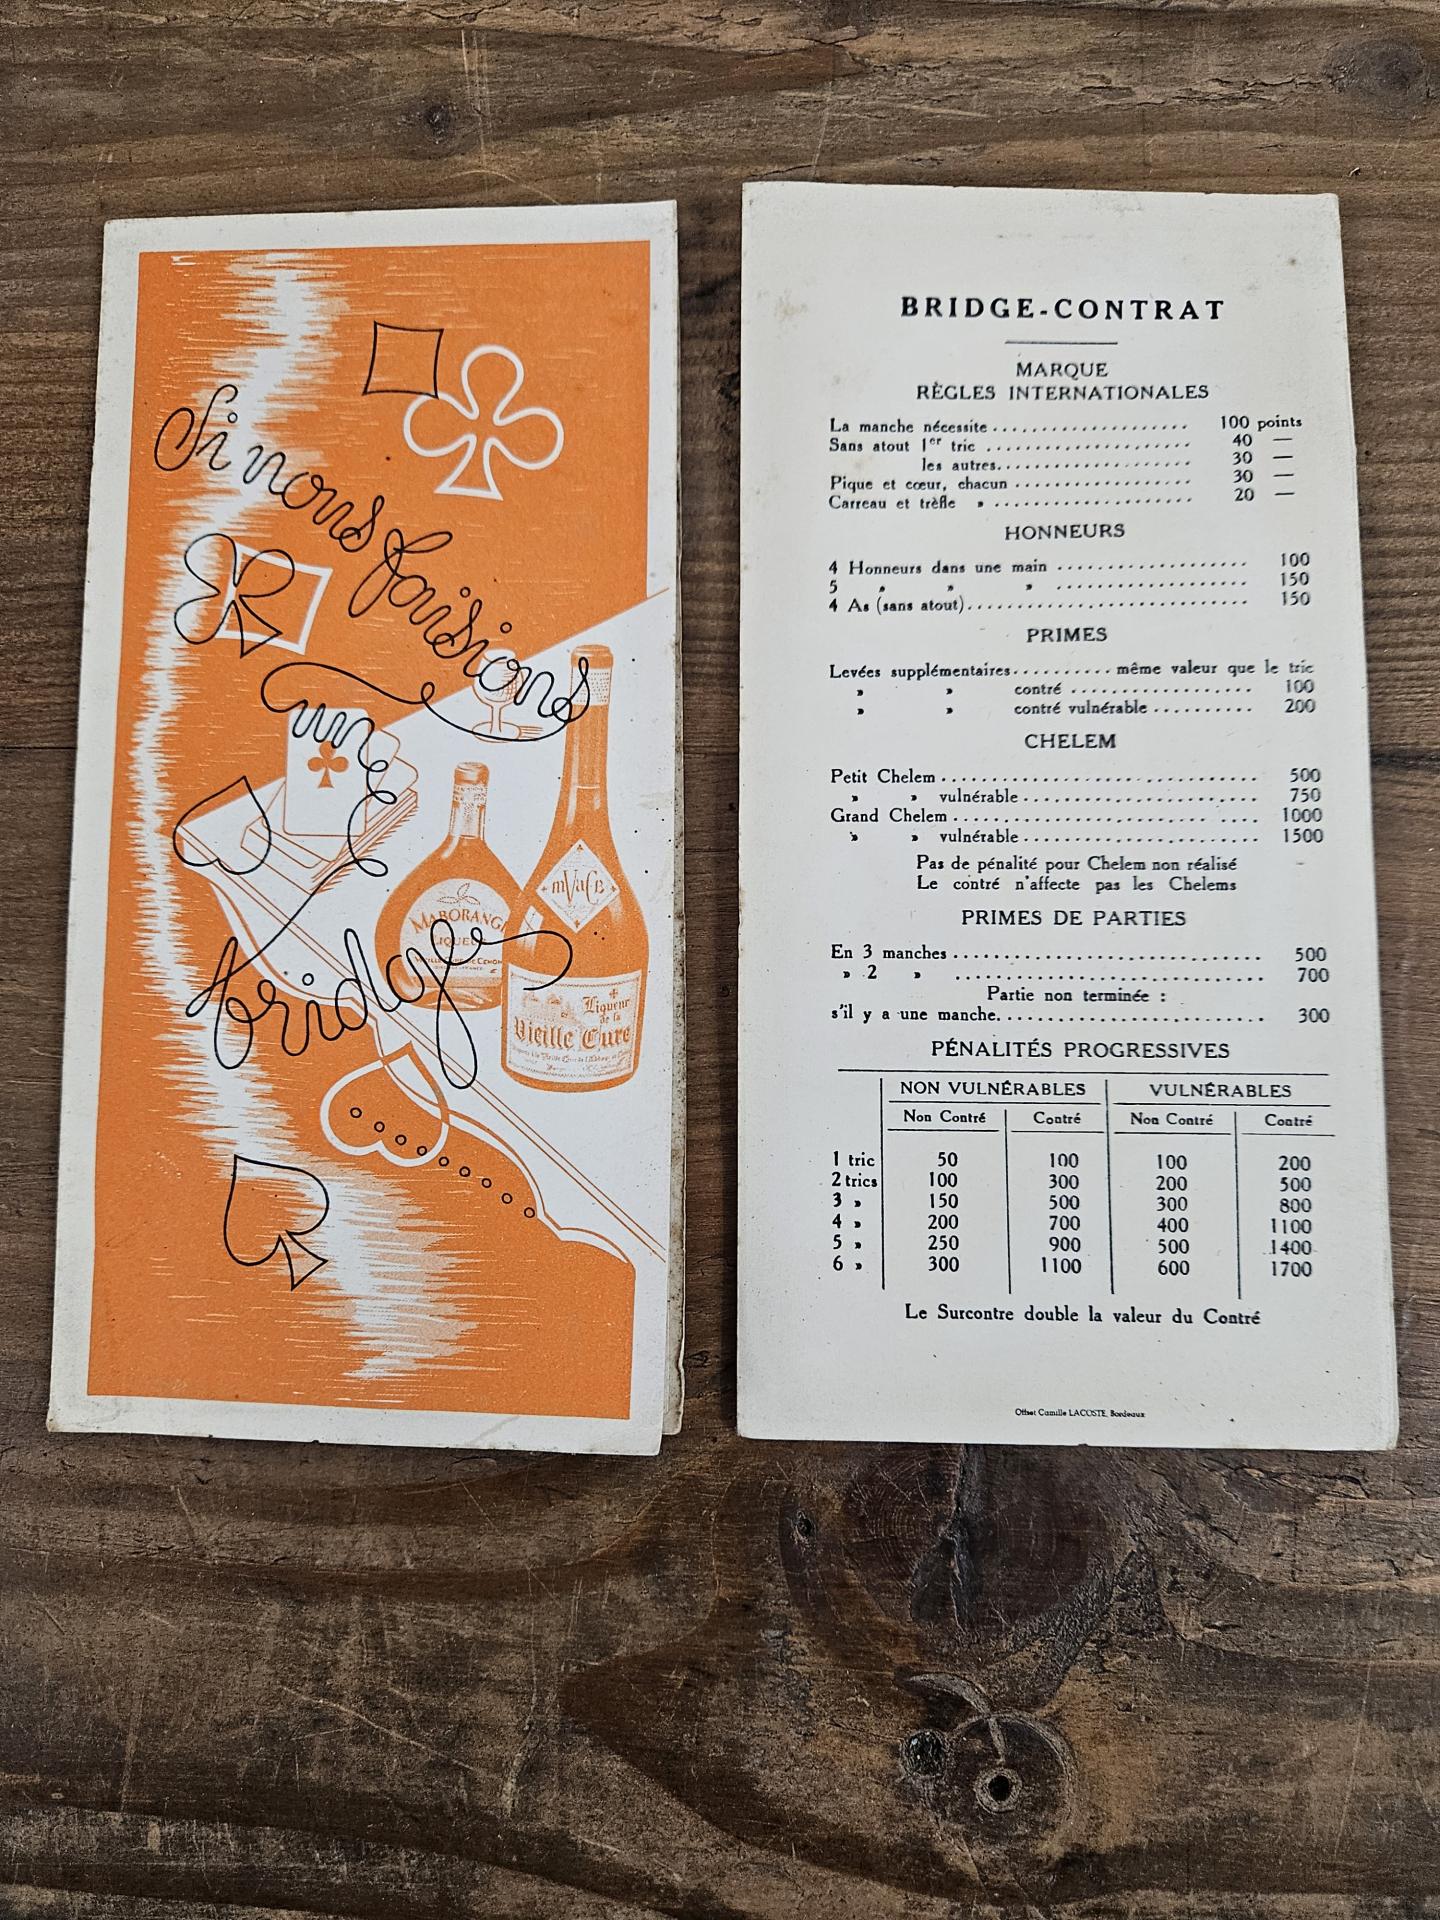 Si nous faisions
un
bridge
MABORANGE
LIQUEUR
VIEILLE CURE DE CENON
mVaCB
Liqueur
de la
Vieille Cure
BRIDGE-CONTRAT
MARQUE
RÈGLES INTERNATIONALES
La manche nécessite .................... 100 points
Sans atout 1er tric .................... 40 —
les autres.................... 30 —
Pique et cœur, chacun .................... 30 —
Carreau et trèfle » .................... 20 —
HONNEURS
4 Honneurs dans une main .................... 100
5 » » » .................... 150
4 As (sans atout).................... 150
PRIMES
Levées supplémentaires.......... même valeur que le tric
» » contré .................... 100
» » contré vulnérable .......... 200
CHELEM
Petit Chelem .................... 500
» » vulnérable .................... 750
Grand Chelem .................... 1000
» » vulnérable .................... 1500
Pas de pénalité pour Chelem non réalisé
Le contré n'affecte pas les Chelems
PRIMES DE PARTIES
En 3 manches .................... 500
» 2 » .................... 700
Partie non terminée :
s'il y a une manche.................... 300
PÉNALITÉS PROGRESSIVES
NON VULNÉRABLES VULNÉRABLES
Non Contré Contré Non Contré Contré
1 tric 50 100 100 200
2 trics 100 300 200 500
3 » 150 500 300 800
4 » 200 700 400 1100
5 » 250 900 500 1400
6 » 300 1100 600 1700
Le Surcontre double la valeur du Contré
Offset Camille LACOSTE, Bordeaux